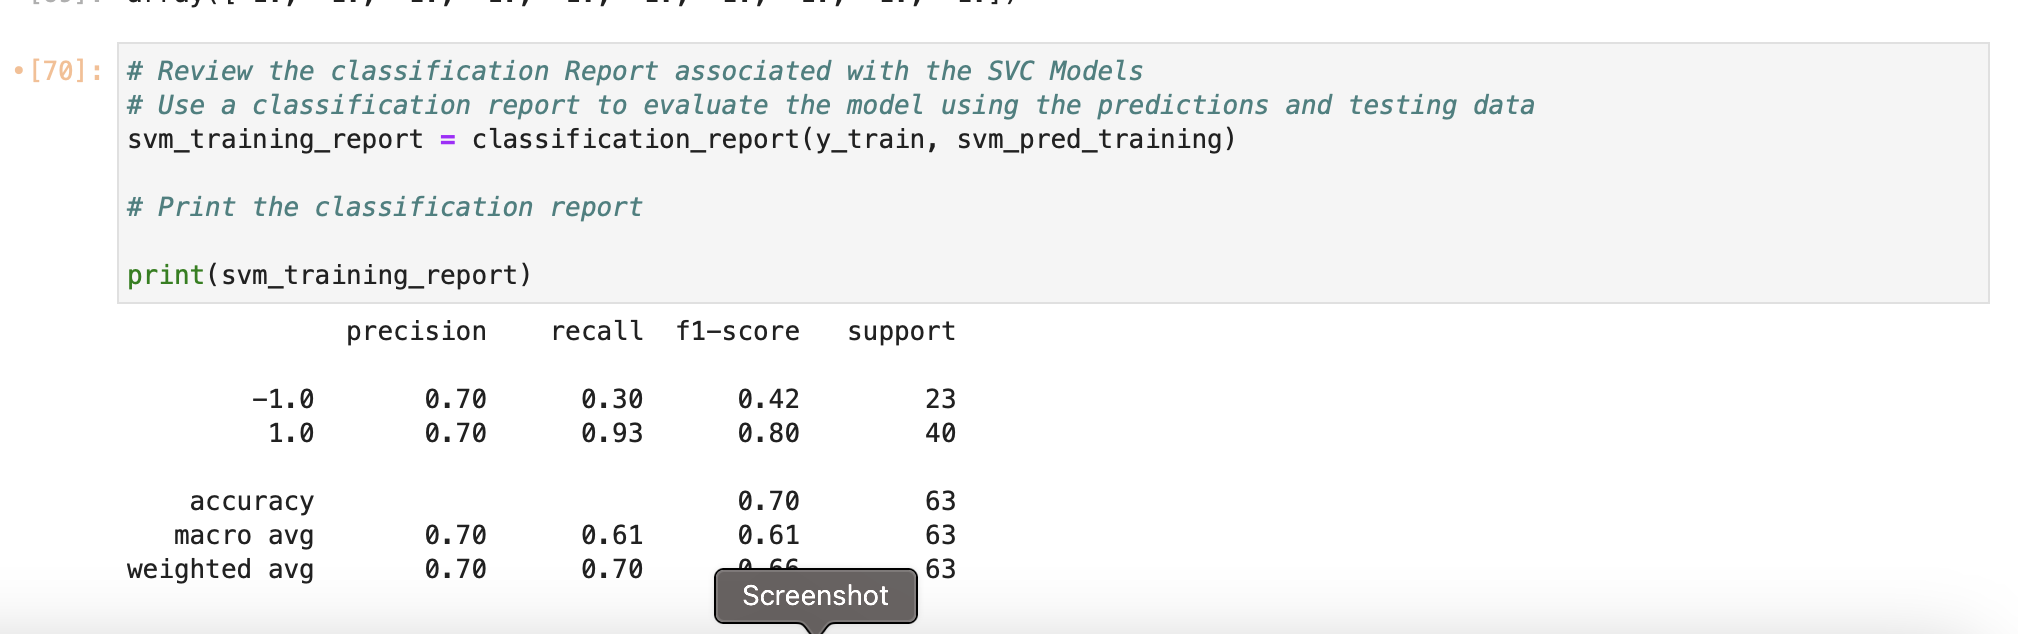 •[70]:
# Review the classification Report associated with the SVC Models
# Use a classification report to evaluate the model using the predictions and testing data
svm_training_report = classification_report(y_train, svm_pred_training)
# Print the classification report
print(svm_training_report)
precision recall f1-score support
-1.0 0.70 0.30 0.42 23
1.0 0.70 0.93 0.80 40
accuracy 0.70 63
macro avg 0.70 0.61 0.61 63
weighted avg 0.70 0.70 0.66 63
Screenshot